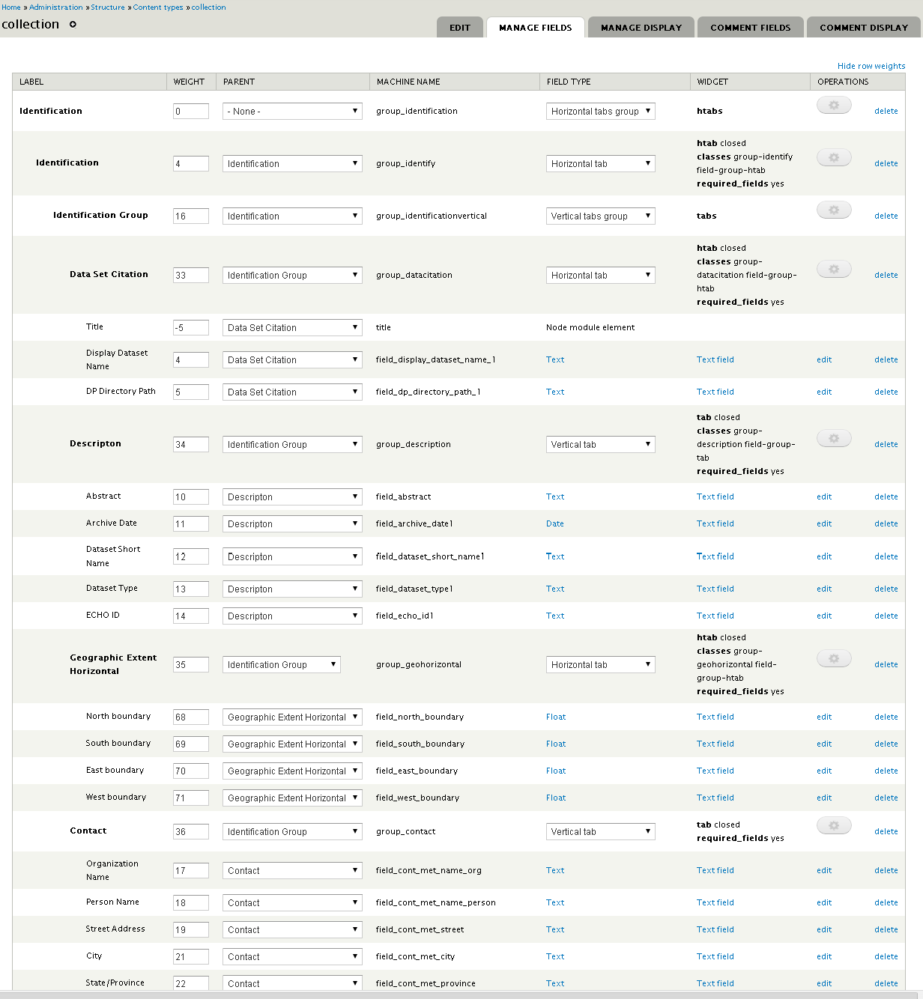 Home » Administration » Structure » Content types » collection
collection
EDIT MANAGE FIELDS MANAGE DISPLAY COMMENT FIELDS COMMENT DISPLAY
Hide row weights
LABEL WEIGHT PARENT MACHINE NAME FIELD TYPE WIDGET OPERATIONS
Identification 0 - None - group_identification Horizontal tabs group htabs delete
htab closed
Identification 4 Identification group_identify Horizontal tab classes group-identify delete
field-group-htab
required_fields yes
Identification Group 16 Identification group_identificationvertical Vertical tabs group tabs delete
htab closed
classes group-
Data Set Citation 33 Identification Group group_datacitation Horizontal tab datacitation field-group- delete
htab
required_fields yes
Title -5 Data Set Citation title Node module element
Display Dataset
Name 4 Data Set Citation field_display_dataset_name_1 Text Text field edit delete
DP Directory Path 5 Data Set Citation field_dp_directory_path_1 Text Text field edit delete
tab closed
classes group-
Descripton 34 Identification Group group_description Vertical tab description field-group- delete
tab
required_fields yes
Abstract 10 Descripton field_abstract Text Text field edit delete
Archive Date 11 Descripton field_archive_date1 Date Text field edit delete
Dataset Short
Name 12 Descripton field_dataset_short_name1 Text Text field edit delete
Dataset Type 13 Descripton field_dataset_type1 Text Text field edit delete
ECHO ID 14 Descripton field_echo_id1 Text Text field edit delete
htab closed
classes group-
Geographic Extent
Horizontal 35 Identification Group group_geohorizontal Horizontal tab geohorizontal field- delete
group-htab
required_fields yes
North boundary 68 Geographic Extent Horizontal field_north_boundary Float Text field edit delete
South boundary 69 Geographic Extent Horizontal field_south_boundary Float Text field edit delete
East boundary 70 Geographic Extent Horizontal field_east_boundary Float Text field edit delete
West boundary 71 Geographic Extent Horizontal field_west_boundary Float Text field edit delete
Contact 36 Identification Group group_contact Vertical tab tab closed delete
required_fields yes
Organization
Name 17 Contact field_cont_met_name_org Text Text field edit delete
Person Name 18 Contact field_cont_met_name_person Text Text field edit delete
Street Address 19 Contact field_cont_met_street Text Text field edit delete
City 21 Contact field_cont_met_city Text Text field edit delete
State/Province 22 Contact field_cont_met_province Text Text field edit delete